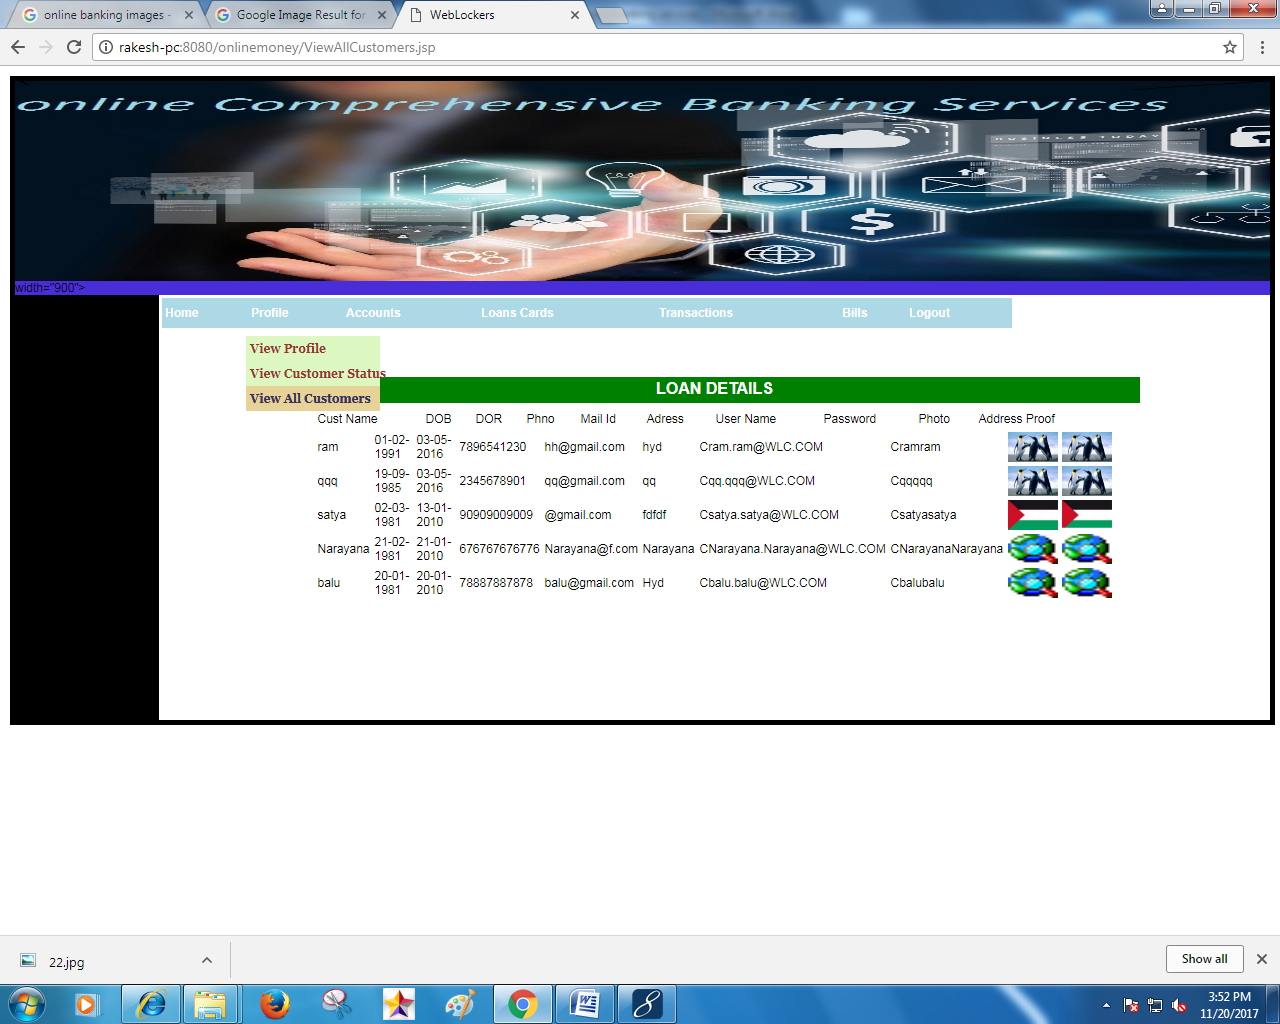 online banking images -
Google Image Result for
WebLockers
rakesh-pc:8080/onlinemoney/ViewAllCustomers.jsp
online Comprehensive Banking Services
width="900">
Home Profile Accounts Loans Cards Transactions Bills Logout
View Profile
View Customer Status
View All Customers
LOAN DETAILS
Cust Name DOB DOR Phno Mail Id Adress User Name Password Photo Address Proof
ram 01-02-1991 03-05-2016 7896541230 hh@gmail.com hyd Cram.ram@WLC.COM Cramram
qqq 19-09-1985 03-05-2016 2345678901 qq@gmail.com qq Cqq.qqq@WLC.COM Cqqqqq
satya 02-03-1981 13-01-2010 90909009009 @gmail.com fdfdf Csatya.satya@WLC.COM Csatyasatya
Narayana 21-02-1981 21-01-2010 676767676776 Narayana@f.com Narayana CNarayana.Narayana@WLC.COM CNarayanaNarayana
balu 20-01-1981 20-01-2010 78887887878 balu@gmail.com Hyd Cbalu.balu@WLC.COM Cbalubalu
22.jpg
Show all
3:52 PM
11/20/2017